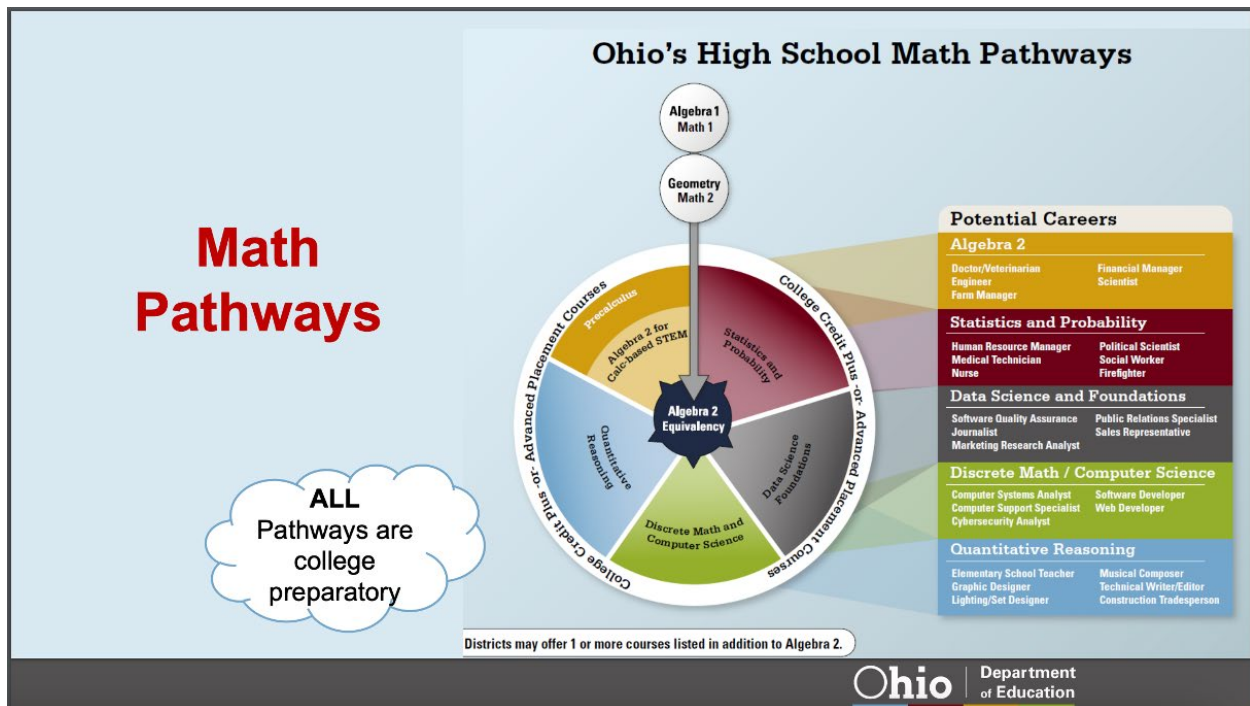 Ohio's High School Math Pathways
Algebra 1
Math 1
Geometry
Math 2
Math
Pathways
ALL
Pathways are
college
preparatory
College Credit Plus -or- Advanced Placement Courses
College Credit Plus -or- Advanced Placement Courses
Precalculus
Algebra 2 for
Calc-based STEM
Statistics and
Probability
Algebra 2
Equivalency
Quantitative
Reasoning
Data Science
Foundations
Discrete Math and
Computer Science
Potential Careers
Algebra 2
Doctor/Veterinarian
Engineer
Farm Manager
Financial Manager
Scientist
Statistics and Probability
Human Resource Manager
Medical Technician
Nurse
Political Scientist
Social Worker
Firefighter
Data Science and Foundations
Software Quality Assurance
Journalist
Marketing Research Analyst
Public Relations Specialist
Sales Representative
Discrete Math / Computer Science
Computer Systems Analyst
Computer Support Specialist
Cybersecurity Analyst
Software Developer
Web Developer
Quantitative Reasoning
Elementary School Teacher
Graphic Designer
Lighting/Set Designer
Musical Composer
Technical Writer/Editor
Construction Tradesperson
Districts may offer 1 or more courses listed in addition to Algebra 2.
Ohio
Department
of Education